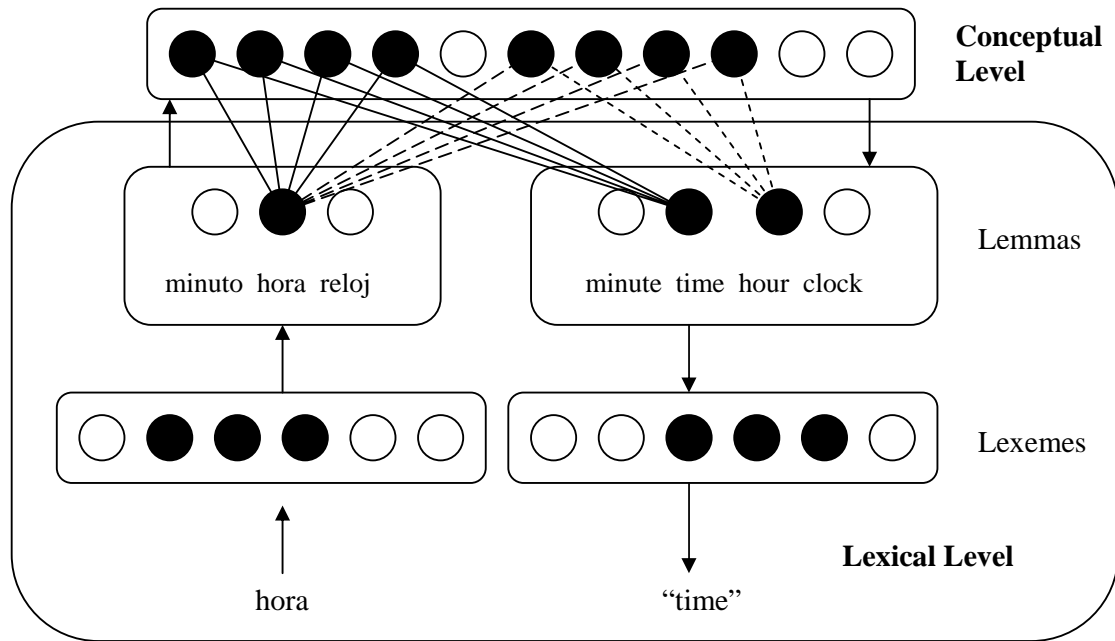 Conceptual
Level
Lemmas
minuto hora reloj
minute time hour clock
Lexemes
Lexical Level
hora
“time”